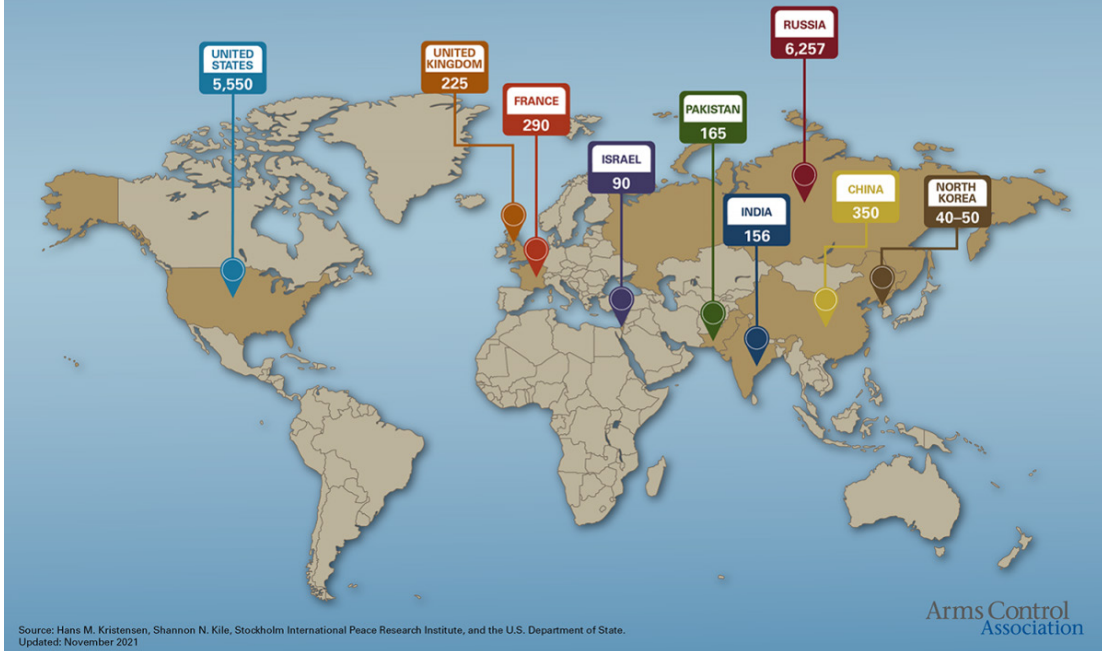 UNITED
STATES
5,550
UNITED
KINGDOM
225
FRANCE
290
ISRAEL
90
PAKISTAN
165
INDIA
156
RUSSIA
6,257
CHINA
350
NORTH
KOREA
40–50
Source: Hans M. Kristensen, Shannon N. Kile, Stockholm International Peace Research Institute, and the U.S. Department of State.
Updated: November 2021
Arms Control
Association